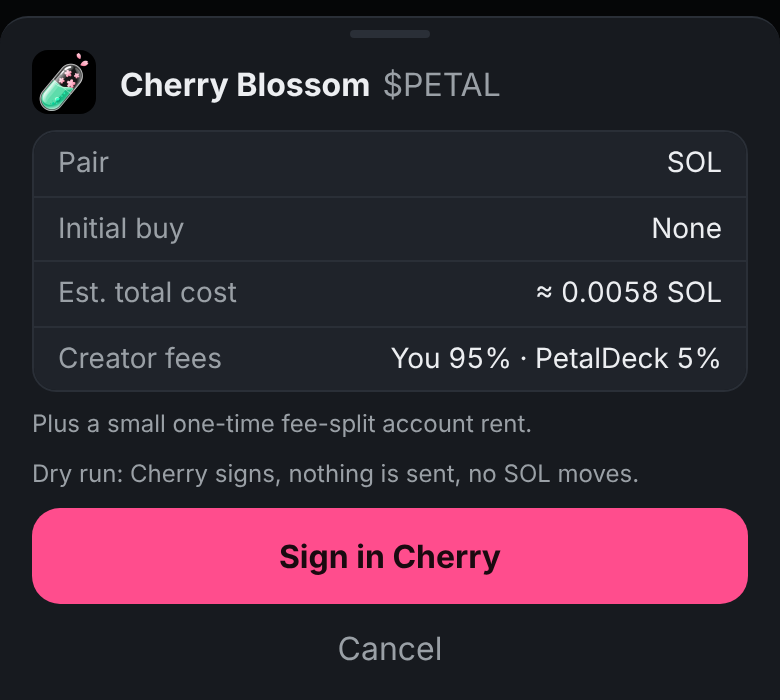 Cherry Blossom $PETAL
Pair SOL
Initial buy None
Est. total cost ≈ 0.0058 SOL
Creator fees You 95% · PetalDeck 5%
Plus a small one-time fee-split account rent.
Dry run: Cherry signs, nothing is sent, no SOL moves.
Sign in Cherry
Cancel